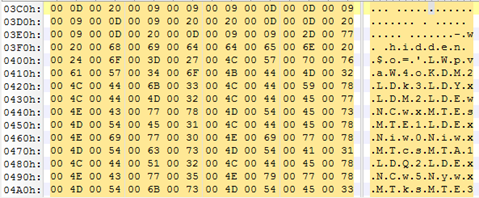 03C0h: 00 0D 00 20 00 09 00 09 00 09 00 0D 00 0D 00 09 ... ..... .....
03D0h: 00 09 00 0D 00 09 00 20 00 20 00 0D 00 0D 00 20 ....... . .....
03E0h: 00 09 00 0D 00 20 00 0D 00 09 00 09 00 2D 00 77 ..... .......-.w
03F0h: 00 20 00 68 00 69 00 64 00 64 00 65 00 6E 00 20 . .h.i.d.d.e.n.
0400h: 00 24 00 6F 00 3D 00 27 00 4C 00 57 00 70 00 76 .$.o.=.'.L.W.p.v
0410h: 00 61 00 57 00 34 00 6F 00 4B 00 44 00 4D 00 32 .a.W.4.o.K.D.M.2
0420h: 00 4C 00 44 00 6B 00 33 00 4C 00 44 00 59 00 78 .L.D.k.3.L.D.Y.x
0430h: 00 4C 00 44 00 4D 00 32 00 4C 00 44 00 45 00 77 .L.D.M.2.L.D.E.w
0440h: 00 4E 00 43 00 77 00 78 00 4D 00 54 00 45 00 73 .N.C.w.x.M.T.E.s
0450h: 00 4D 00 54 00 45 00 31 00 4C 00 44 00 45 00 78 .M.T.E.1.L.D.E.x
0460h: 00 4E 00 69 00 77 00 30 00 4E 00 69 00 77 00 78 .N.i.w.0.N.i.w.x
0470h: 00 4D 00 54 00 63 00 73 00 4D 00 54 00 41 00 31 .M.T.c.s.M.T.A.1
0480h: 00 4C 00 44 00 51 00 32 00 4C 00 44 00 45 00 78 .L.D.Q.2.L.D.E.x
0490h: 00 4E 00 43 00 77 00 35 00 4E 00 79 00 77 00 78 .N.C.w.5.N.y.w.x
04A0h: 00 4D 00 54 00 6B 00 73 00 4D 00 54 00 45 00 33 .M.T.k.s.M.T.E.3